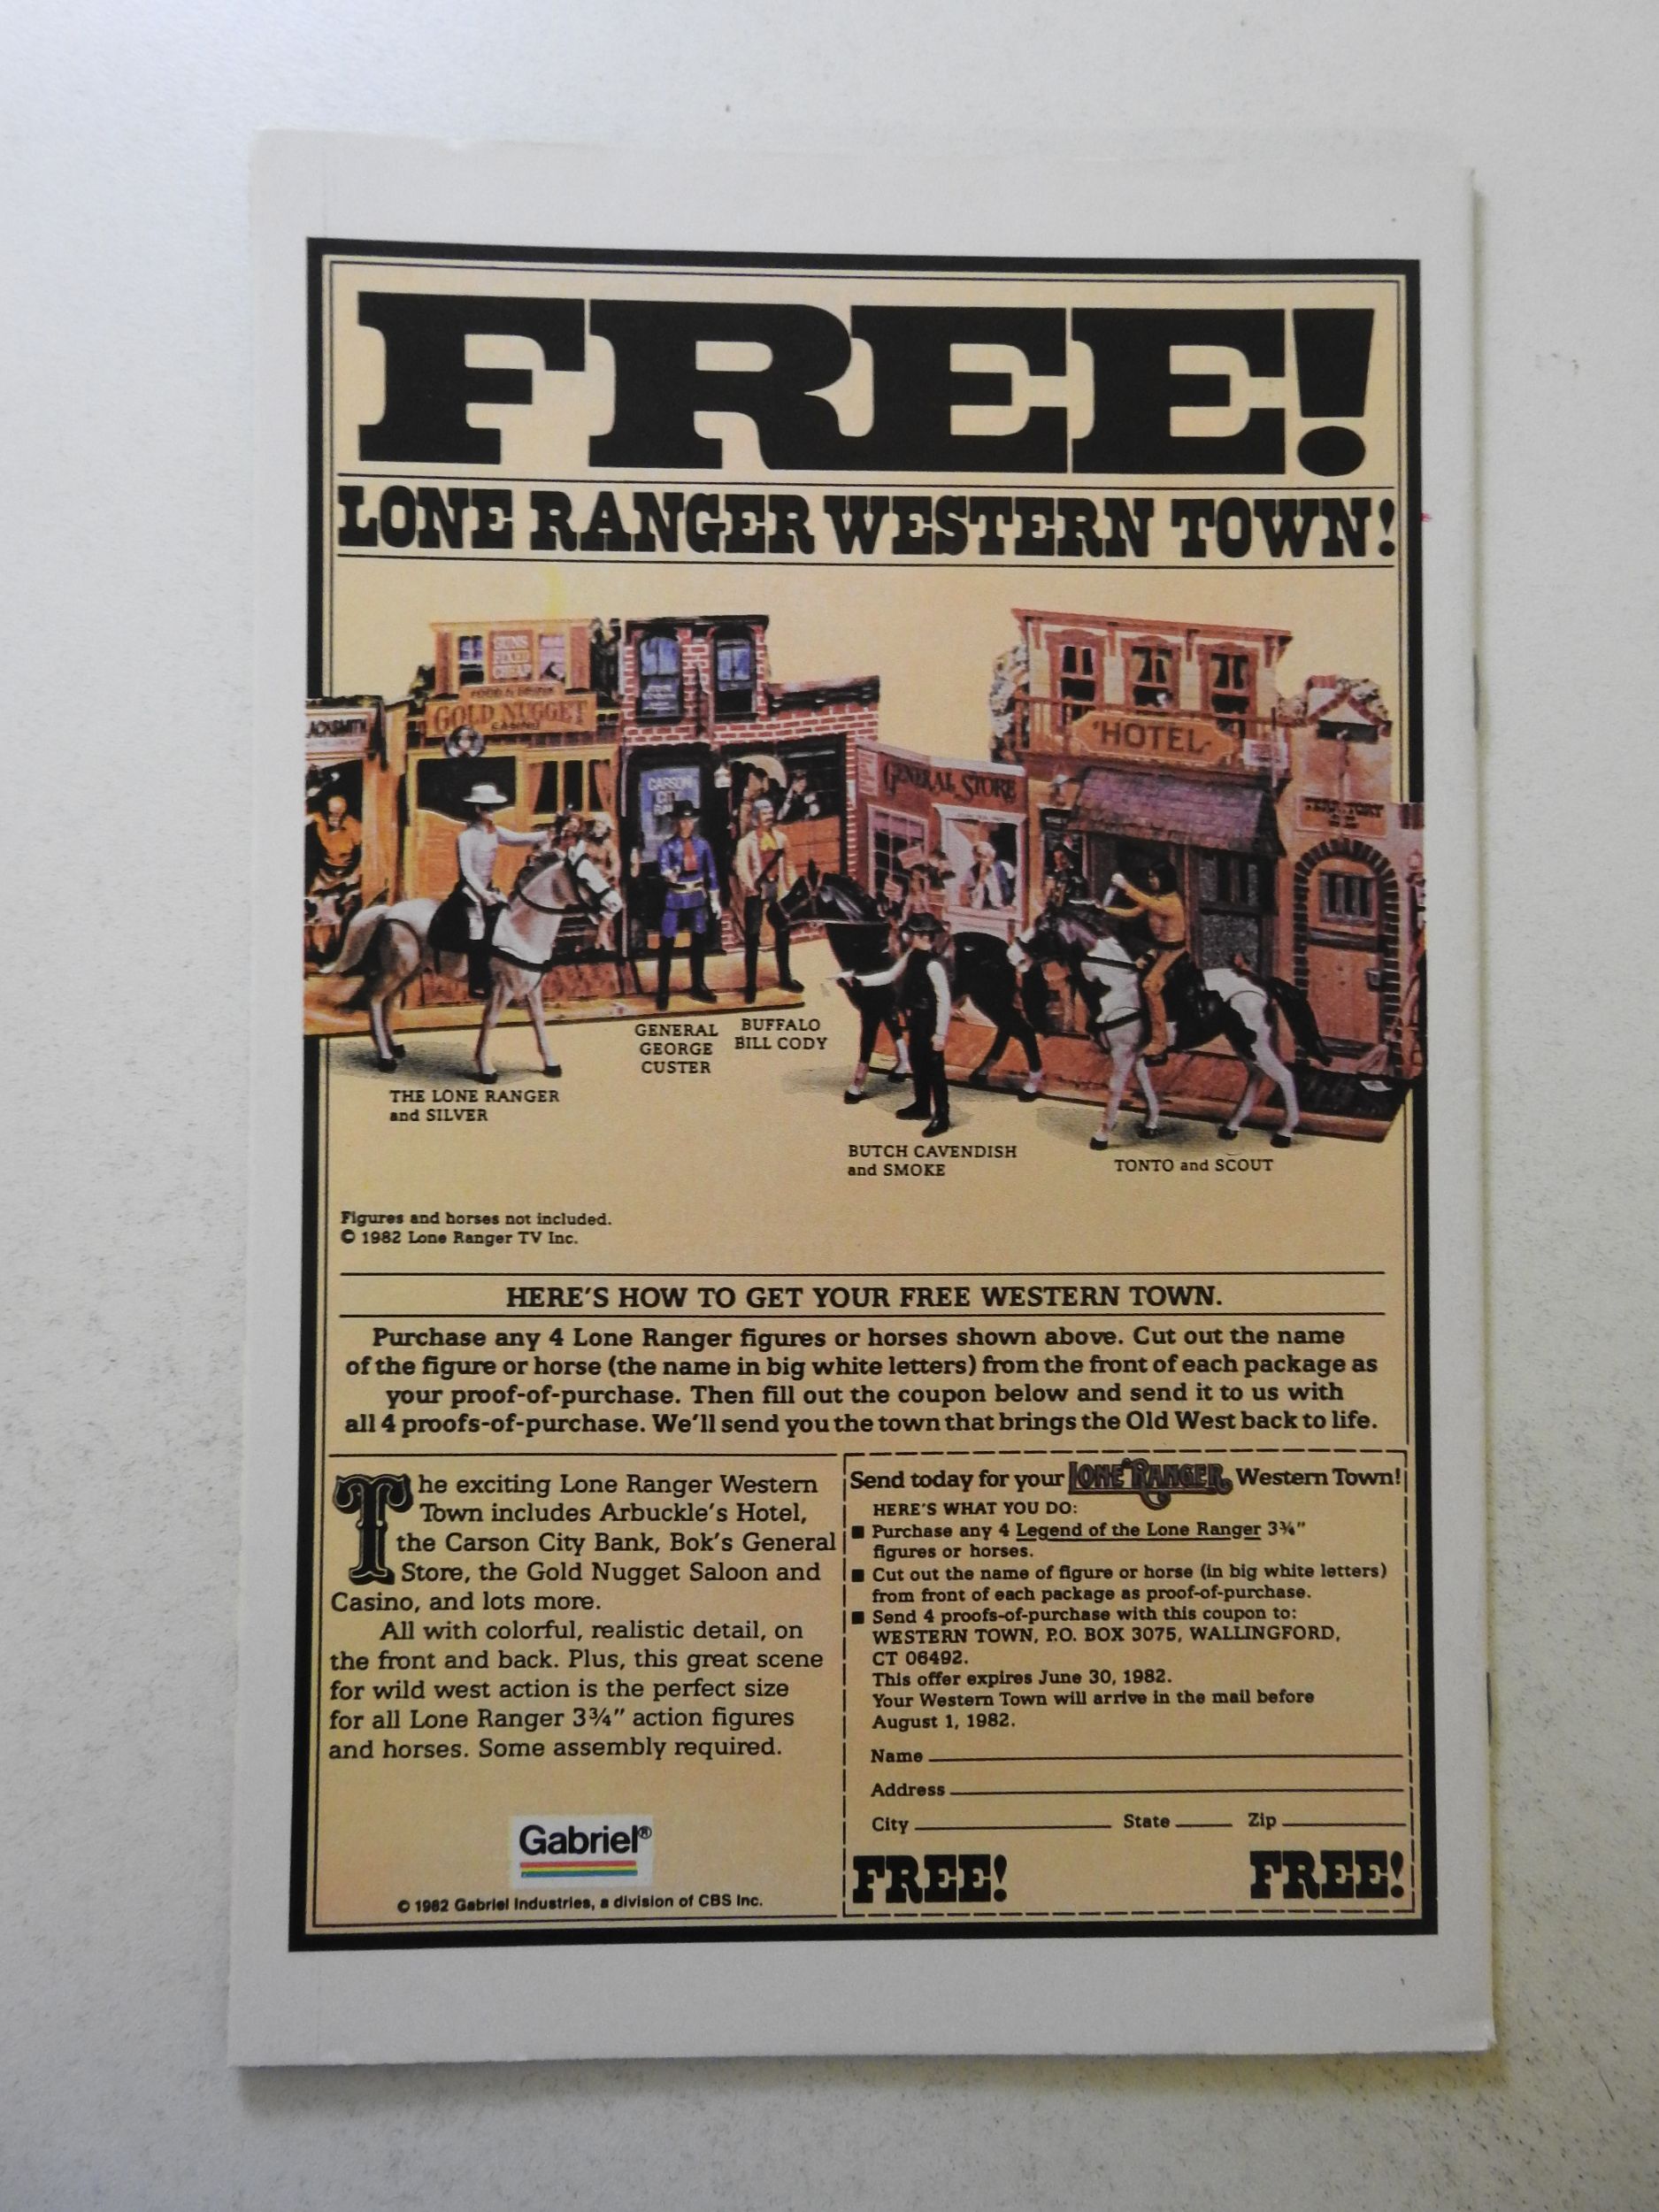 FREE!
LONE RANGER WESTERN TOWN!
GUNS
FIXED
CHEAP
FOOD & DRINK
GOLD NUGGET
CASINO
ACKSMITH
CARSON
CITY
GENERAL STORE
HOTEL
GENERAL
GEORGE
CUSTER
BUFFALO
BILL CODY
THE LONE RANGER
and SILVER
BUTCH CAVENDISH
and SMOKE
TONTO and SCOUT
Figures and horses not included.
© 1982 Lone Ranger TV Inc.
HERE'S HOW TO GET YOUR FREE WESTERN TOWN.
Purchase any 4 Lone Ranger figures or horses shown above. Cut out the name
of the figure or horse (the name in big white letters) from the front of each package as
your proof-of-purchase. Then fill out the coupon below and send it to us with
all 4 proofs-of-purchase. We'll send you the town that brings the Old West back to life.
The exciting Lone Ranger Western
Town includes Arbuckle's Hotel,
the Carson City Bank, Bok's General
Store, the Gold Nugget Saloon and
Casino, and lots more.
All with colorful, realistic detail, on
the front and back. Plus, this great scene
for wild west action is the perfect size
for all Lone Ranger 3¾" action figures
and horses. Some assembly required.
Gabriel®
© 1982 Gabriel Industries, a division of CBS Inc.
Send today for your LONE RANGER Western Town!
HERE'S WHAT YOU DO:
■ Purchase any 4 Legend of the Lone Ranger 3¾"
figures or horses.
■ Cut out the name of figure or horse (in big white letters)
from front of each package as proof-of-purchase.
■ Send 4 proofs-of-purchase with this coupon to:
WESTERN TOWN, P.O. BOX 3075, WALLINGFORD,
CT 06492.
This offer expires June 30, 1982.
Your Western Town will arrive in the mail before
August 1, 1982.
Name
Address
City State Zip
FREE! FREE!